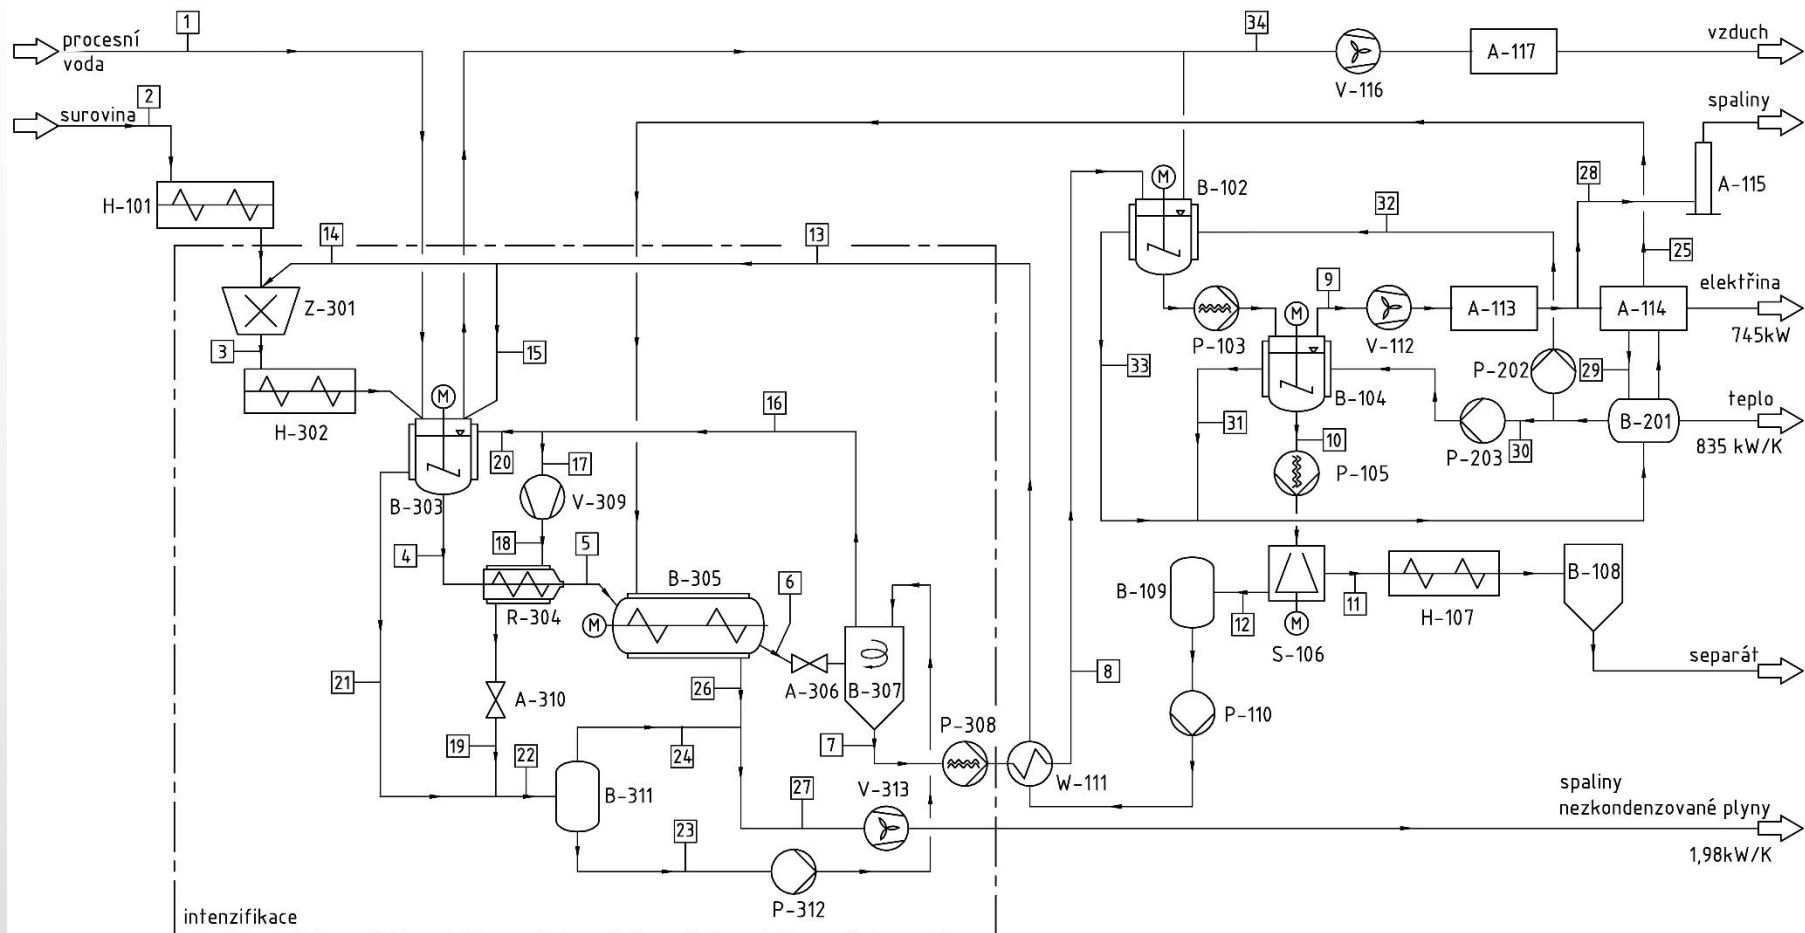 1
34
procesní
voda
vzduch
A-117
V-116
2
surovina
spaliny
H-101
B-102
28
A-115
M
32
14
13
25
9
elektřina
Z-301
M
A-113
A-114
745kW
3
15
P-103
V-112
33
P-202
29
M
16
B-104
teplo
H-302
31
10
P-203
30
B-201
835 kW/K
20
17
P-105
B-303
V-309
4
18
5
B-305
6
B-109
B-108
R-304
M
12
11
H-107
M
S-106
21
26
A-306
B-307
8
separát
A-310
P-308
P-110
19
22
24
7
W-111
B-311
27
V-313
spaliny
nezkondenzované plyny
23
1,98kW/K
P-312
intenzifikace